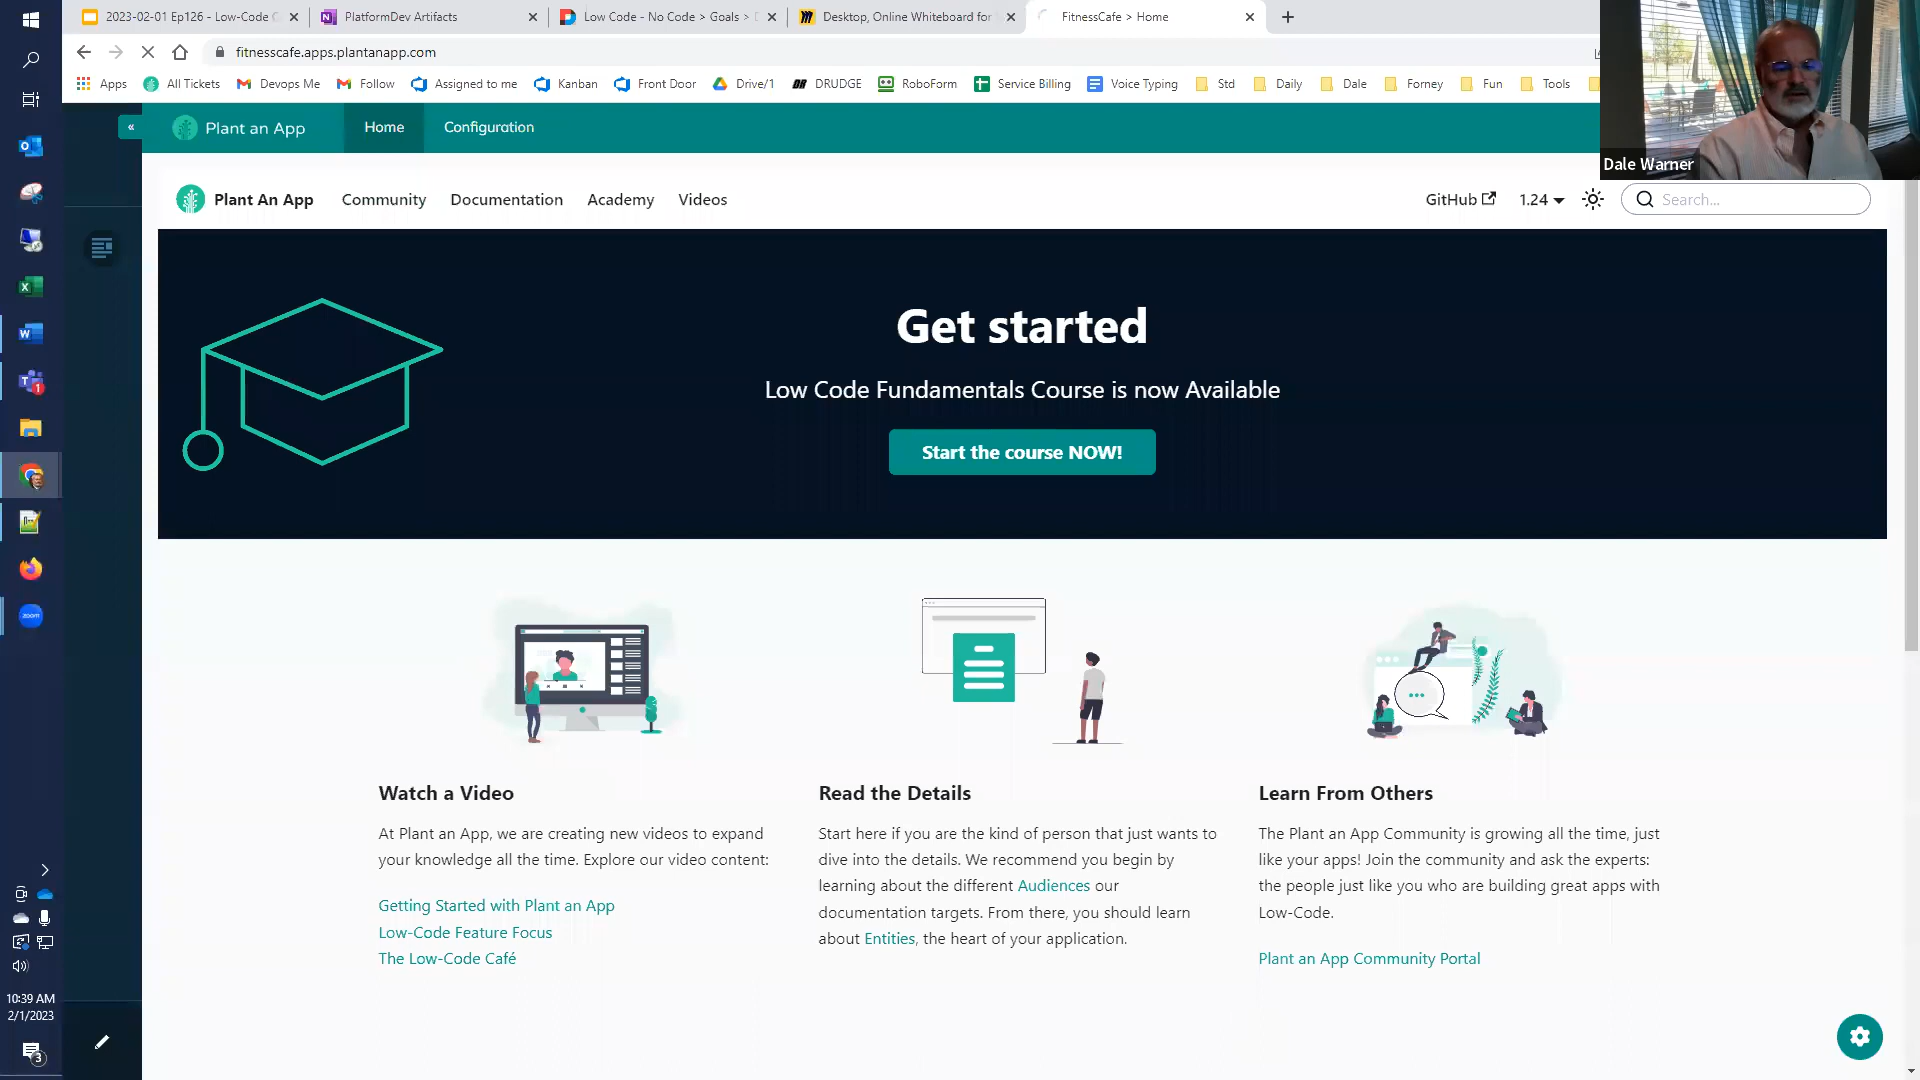 2023-02-01 Ep126 - Low-Code C
PlatformDev Artifacts
Low Code - No Code > Goals >
Desktop, Online Whiteboard for
FitnessCafe > Home
fitnesscafe.apps.plantanapp.com
Apps
All Tickets
Devops Me
Follow
Assigned to me
Kanban
Front Door
Drive/1
DRUDGE
RoboForm
Service Billing
Voice Typing
Std
Daily
Dale
Forney
Fun
Tools
Plant an App
Home
Configuration
Dale Warner
Plant An App
Community
Documentation
Academy
Videos
GitHub
1.24
Search...
Get started
Low Code Fundamentals Course is now Available
Start the course NOW!
Watch a Video
At Plant an App, we are creating new videos to expand
your knowledge all the time. Explore our video content:
Getting Started with Plant an App
Low-Code Feature Focus
The Low-Code Café
Read the Details
Start here if you are the kind of person that just wants to
dive into the details. We recommend you begin by
learning about the different Audiences our
documentation targets. From there, you should learn
about Entities, the heart of your application.
Learn From Others
The Plant an App Community is growing all the time, just
like your apps! Join the community and ask the experts:
the people just like you who are building great apps with
Low-Code.
Plant an App Community Portal
zoom
10:39 AM
2/1/2023
3